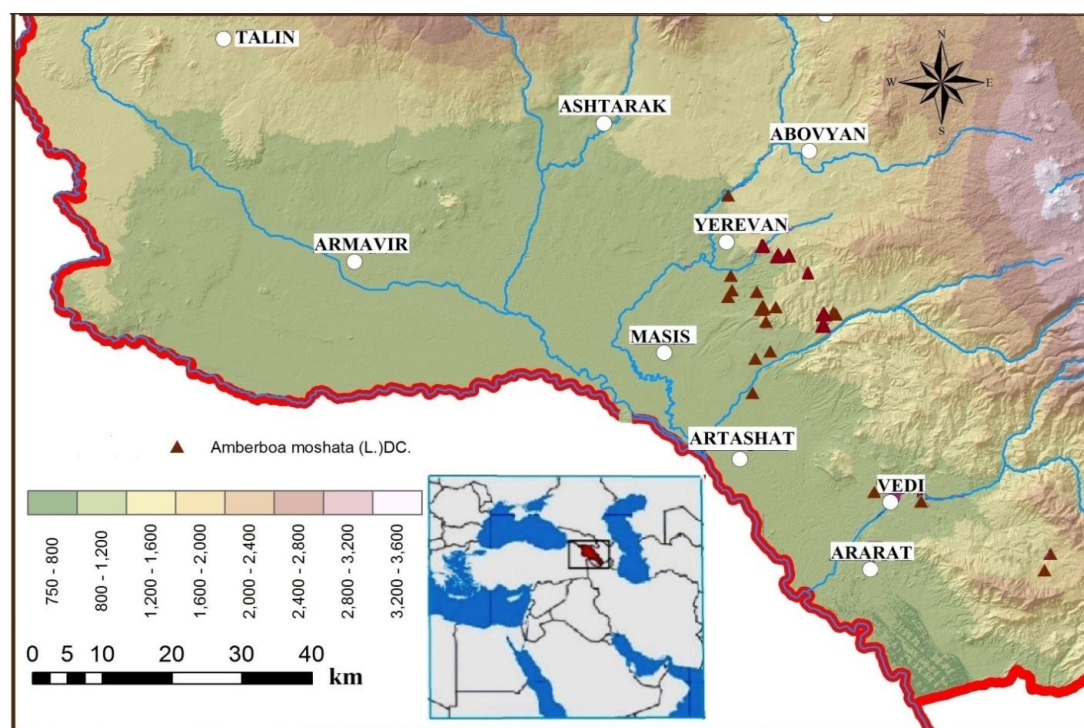 TALIN
N
W
E
S
ASHTARAK
ABOVYAN
YEREVAN
ARMAVIR
MASIS
ARTASHAT
VEDI
ARARAT
Amberboa moshata (L.)DC.
750 - 800
800 - 1,200
1,200 - 1,600
1,600 - 2,000
2,000 - 2,400
2,400 - 2,800
2,800 - 3,200
3,200 - 3,600
0 5 10 20 30 40
km